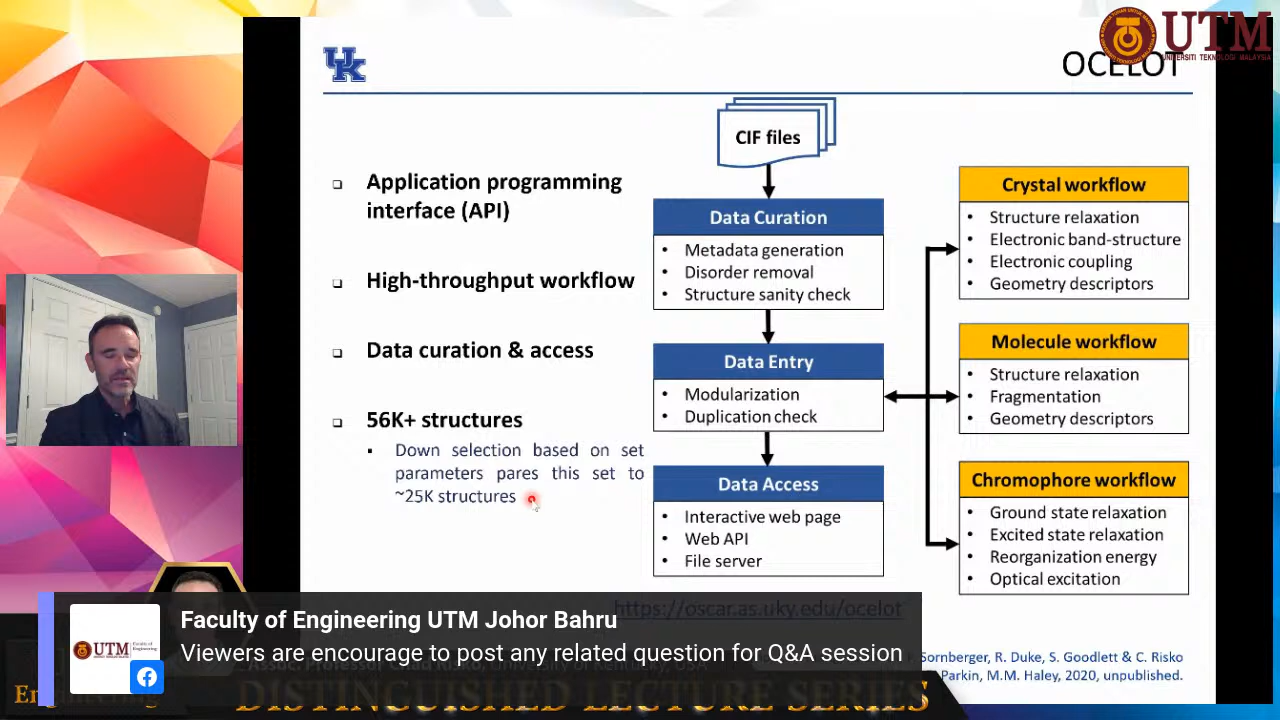 UK
OCELOT
UTM
UNIVERSITI TEKNOLOGI MALAYSIA
CIF files
Application programming
interface (API)
High-throughput workflow
Data curation & access
56K+ structures
Down selection based on set
parameters pares this set to
~25K structures
Data Curation
Metadata generation
Disorder removal
Structure sanity check
Data Entry
Modularization
Duplication check
Data Access
Interactive web page
Web API
File server
Crystal workflow
Structure relaxation
Electronic band-structure
Electronic coupling
Geometry descriptors
Molecule workflow
Structure relaxation
Fragmentation
Geometry descriptors
Chromophore workflow
Ground state relaxation
Excited state relaxation
Reorganization energy
Optical excitation
https://oscar.as.uky.edu/ocelot
Sornberger, R. Duke, S. Goodlett & C. Risko
Parkin, M.M. Haley, 2020, unpublished.
UTM
Faculty of Engineering UTM Johor Bahru
Viewers are encourage to post any related question for Q&A session
Engineering
DISTINGUISHED LECTURE SERIES